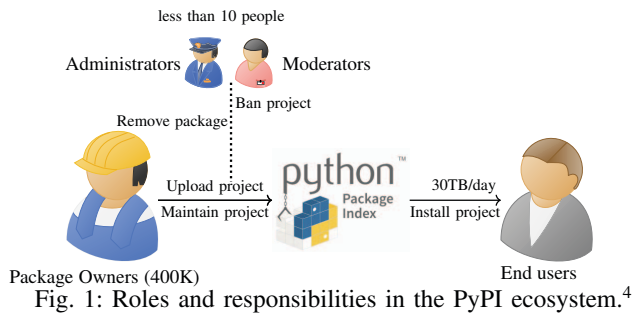 less than 10 people
Administrators
Moderators
Ban project
Remove package
Upload project
Maintain project
python™
Package
Index
30TB/day
Install project
Package Owners (400K)
End users
Fig. 1: Roles and responsibilities in the PyPI ecosystem.⁴